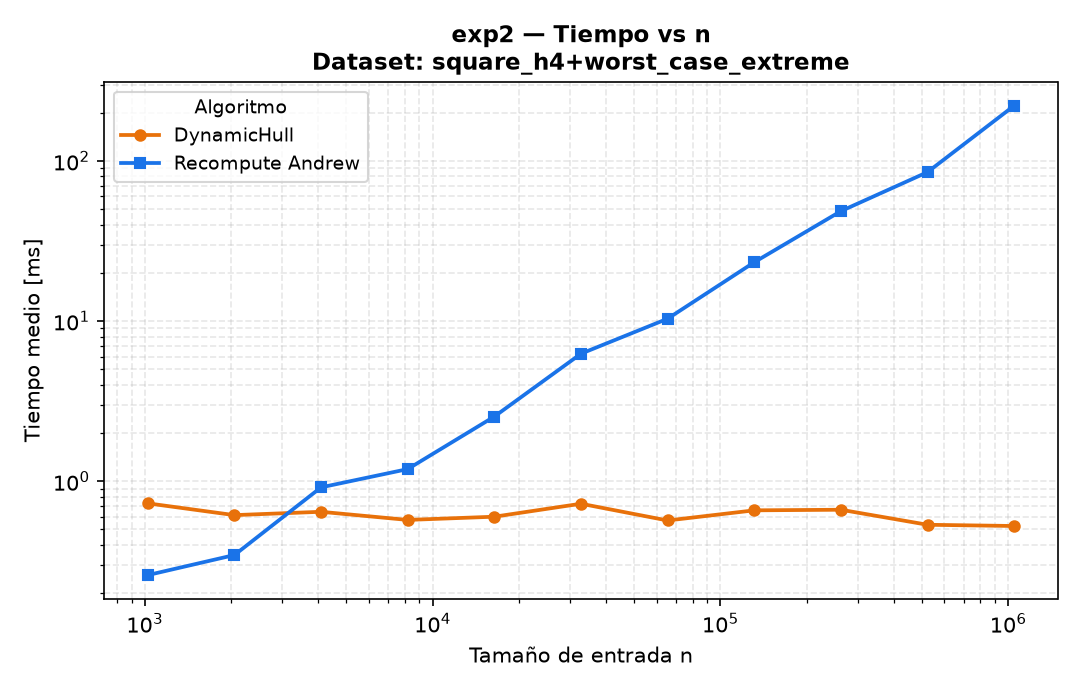 exp2 — Tiempo vs n
Dataset: square_h4+worst_case_extreme
Algoritmo
DynamicHull
Recompute Andrew
Tiempo medio [ms]
10²
10¹
10⁰
10³
10⁴
10⁵
10⁶
Tamaño de entrada n